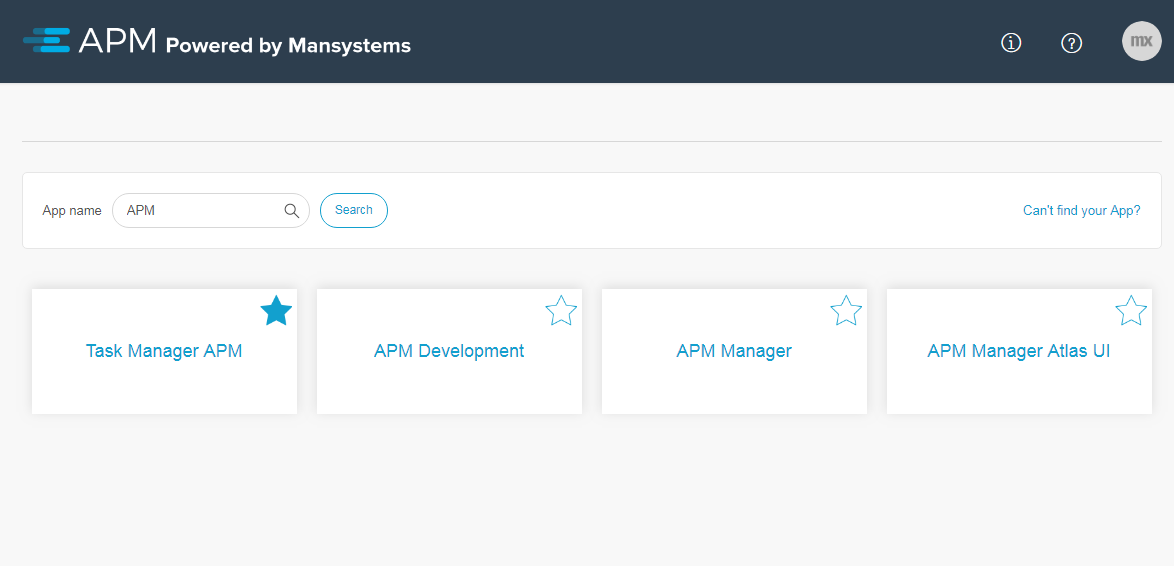 APM Powered by Mansystems
mx
App name APM Search Can't find your App?
Task Manager APM
APM Development
APM Manager
APM Manager Atlas UI